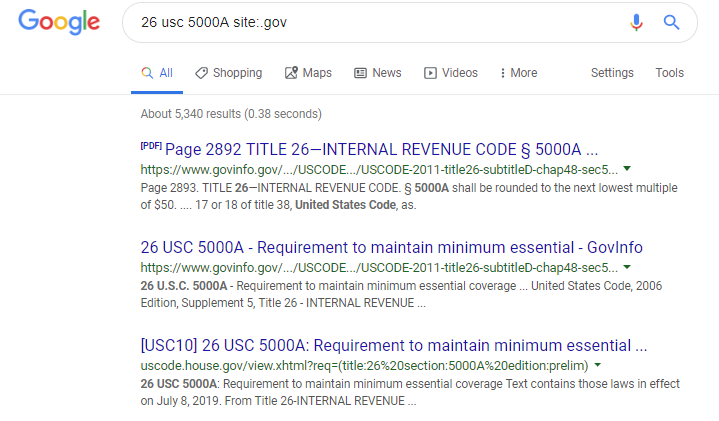 Google
26 usc 5000A site:.gov
All Shopping Maps News Videos More Settings Tools
About 5,340 results (0.38 seconds)
[PDF] Page 2892 TITLE 26—INTERNAL REVENUE CODE § 5000A ...
https://www.govinfo.gov/.../USCODE.../USCODE-2011-title26-subtitleD-chap48-sec5...
Page 2893. TITLE 26—INTERNAL REVENUE CODE. § 5000A shall be rounded to the next lowest multiple
of $50. .... 17 or 18 of title 38, United States Code, as.
26 USC 5000A - Requirement to maintain minimum essential - GovInfo
https://www.govinfo.gov/.../USCODE.../USCODE-2011-title26-subtitleD-chap48-sec5...
26 U.S.C. 5000A - Requirement to maintain minimum essential coverage ... United States Code, 2006
Edition, Supplement 5, Title 26 - INTERNAL REVENUE ...
[USC10] 26 USC 5000A: Requirement to maintain minimum essential ...
uscode.house.gov/view.xhtml?req=(title:26%20section:5000A%20edition:prelim)
26 USC 5000A: Requirement to maintain minimum essential coverage Text contains those laws in effect
on July 8, 2019. From Title 26-INTERNAL REVENUE ...